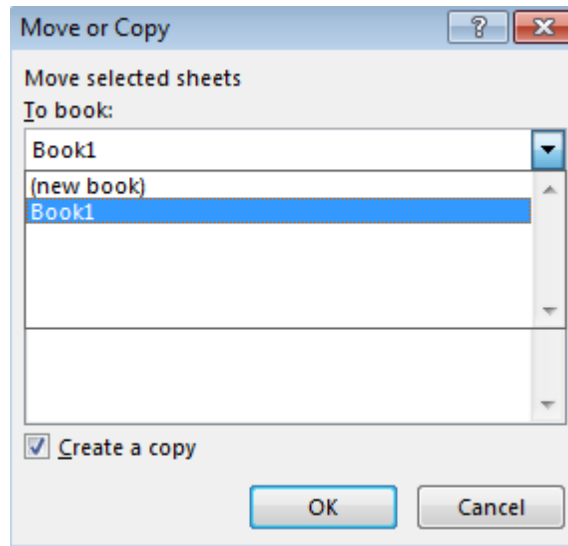 Move or Copy
Move selected sheets
To book:
Book1
(new book)
Book1
Create a copy
OK Cancel